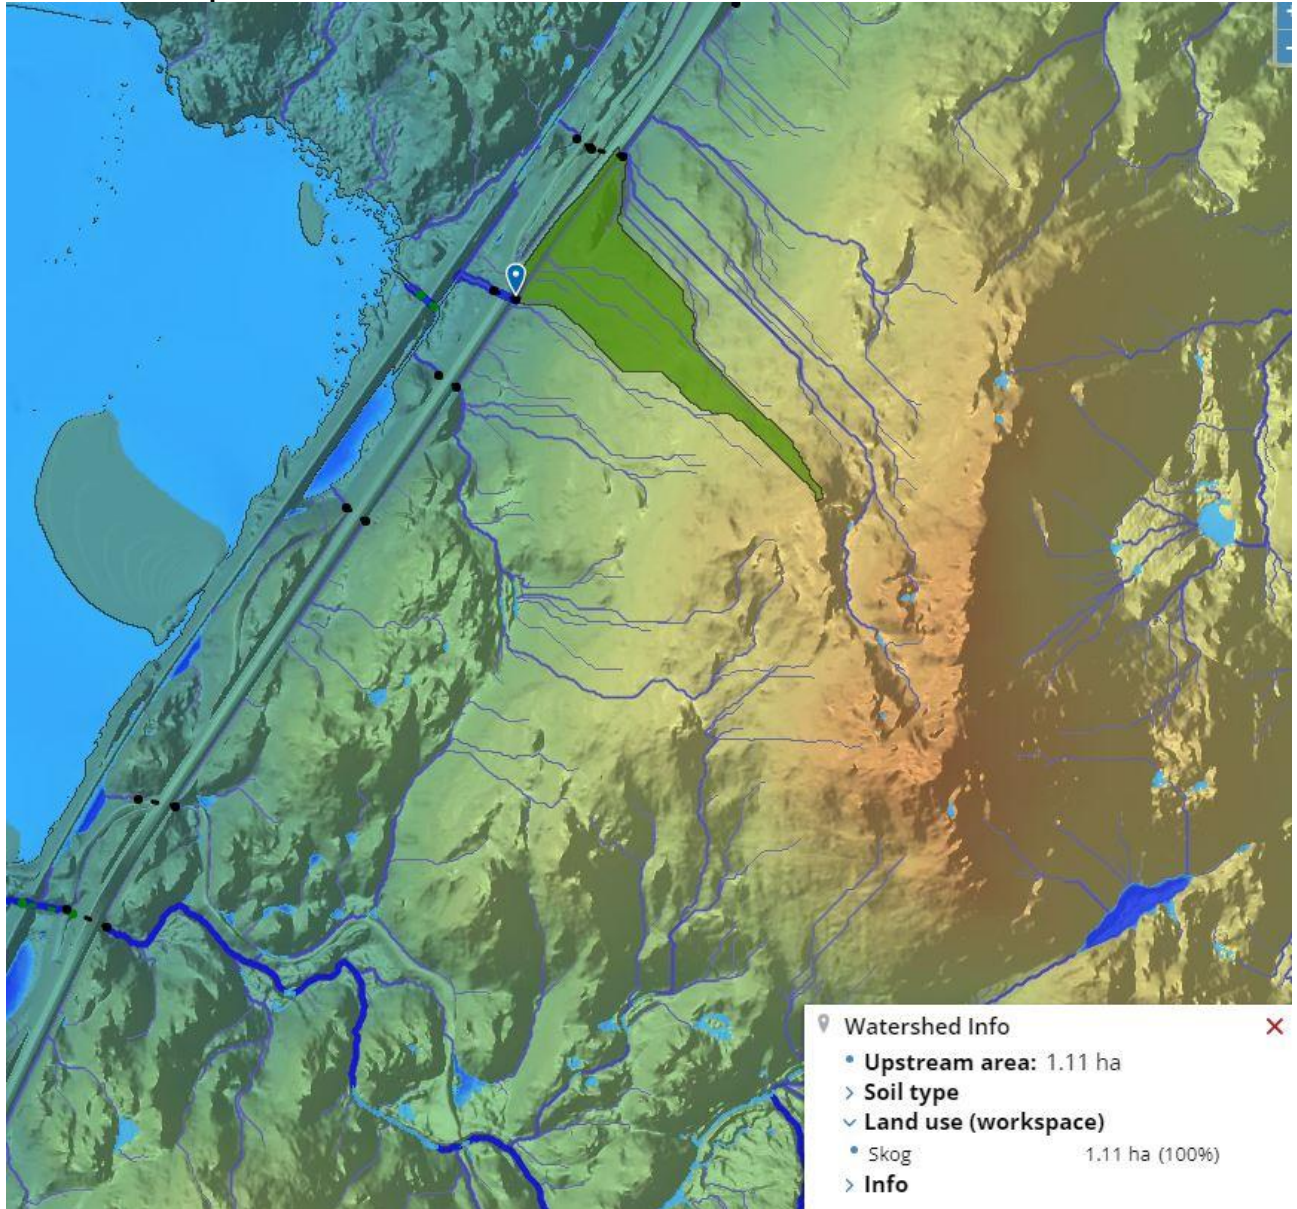 Watershed Info
Upstream area: 1.11 ha
Soil type
Land use (workspace)
Skog 1.11 ha (100%)
Info